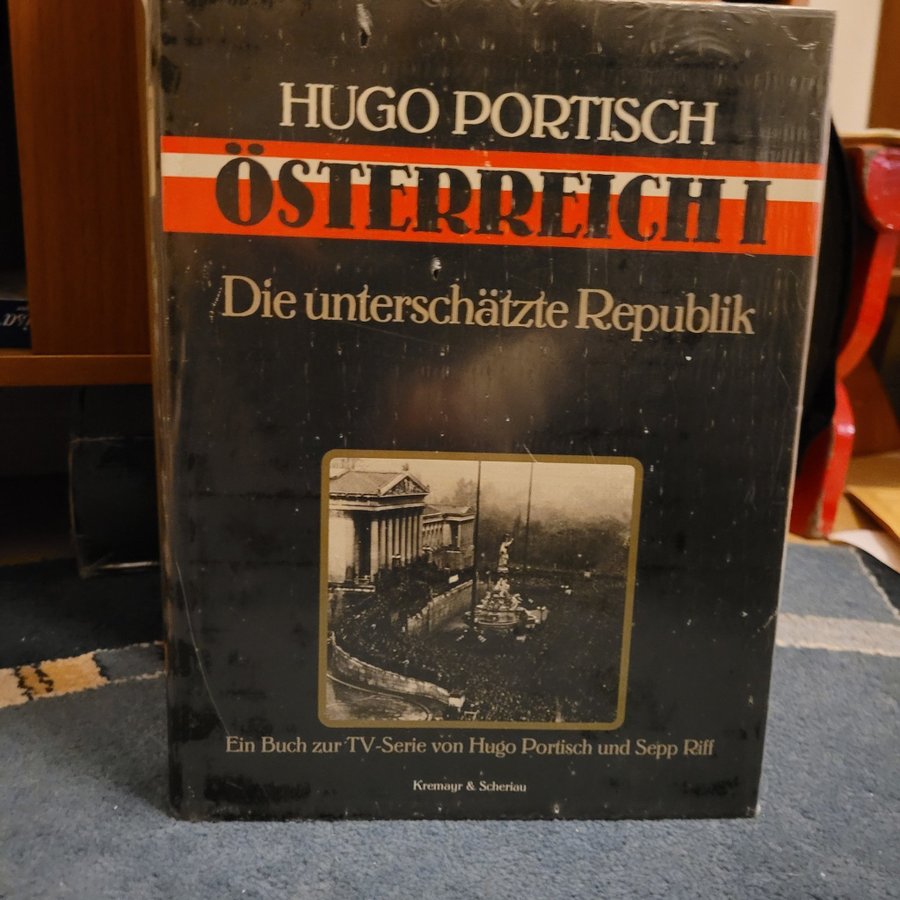 HUGO PORTISCH
ÖSTERREICH I
Die unterschätzte Republik
Ein Buch zur TV-Serie von Hugo Portisch und Sepp Riff
Kremayr & Scheriau